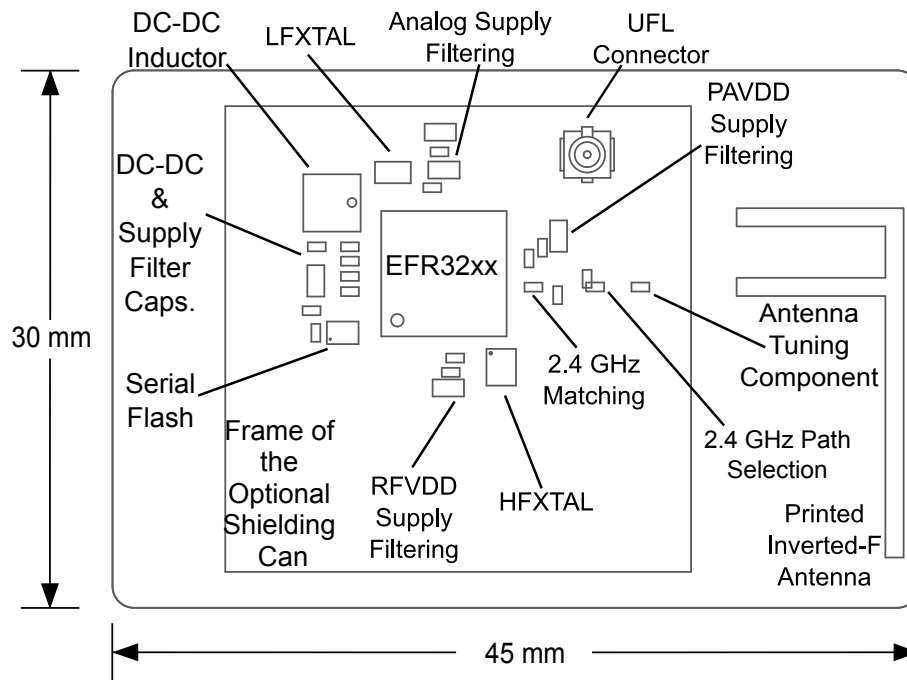 DC-DC
Inductor
LFXTAL
Analog Supply
Filtering
UFL
Connector
PAVDD
Supply
Filtering
DC-DC
&
Supply
Filter
Caps.
EFR32xx
30 mm
Antenna
Tuning
Component
2.4 GHz
Matching
Serial
Flash
2.4 GHz Path
Selection
Frame of
the
Optional
Shielding
Can
RFVDD
Supply
Filtering
HFXTAL
Printed
Inverted-F
Antenna
45 mm